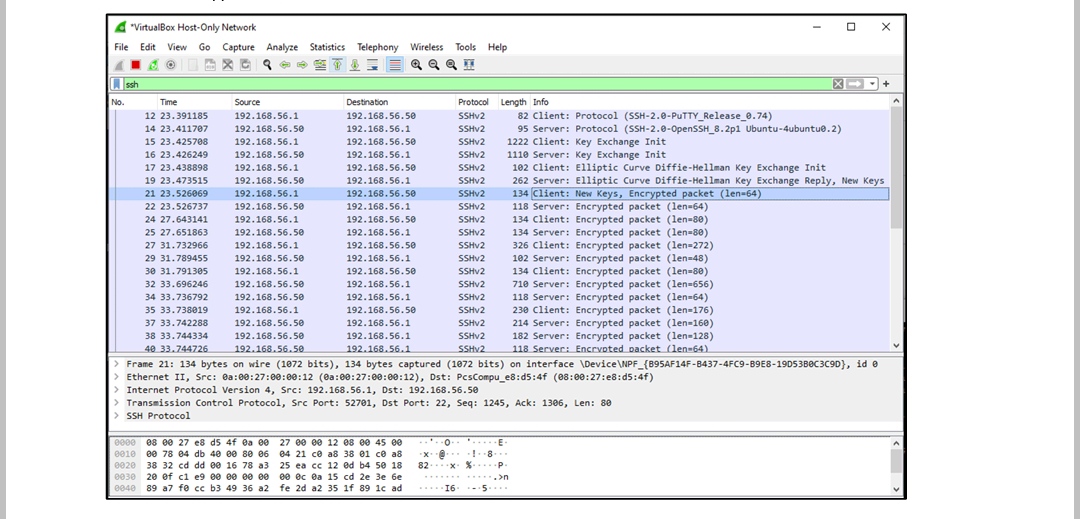 *VirtualBox Host-Only Network
File Edit View Go Capture Analyze Statistics Telephony Wireless Tools Help
ssh
No. Time Source Destination Protocol Length Info
12 23.391185 192.168.56.1 192.168.56.50 SSHv2 82 Client: Protocol (SSH-2.0-PuTTY_Release_0.74)
14 23.411707 192.168.56.50 192.168.56.1 SSHv2 95 Server: Protocol (SSH-2.0-OpenSSH_8.2p1 Ubuntu-4ubuntu0.2)
15 23.425708 192.168.56.1 192.168.56.50 SSHv2 1222 Client: Key Exchange Init
16 23.426249 192.168.56.50 192.168.56.1 SSHv2 1110 Server: Key Exchange Init
17 23.438898 192.168.56.1 192.168.56.50 SSHv2 102 Client: Elliptic Curve Diffie-Hellman Key Exchange Init
19 23.473515 192.168.56.50 192.168.56.1 SSHv2 262 Server: Elliptic Curve Diffie-Hellman Key Exchange Reply, New Keys
21 23.526069 192.168.56.1 192.168.56.50 SSHv2 134 Client: New Keys, Encrypted packet (len=64)
22 23.526737 192.168.56.50 192.168.56.1 SSHv2 118 Server: Encrypted packet (len=64)
24 27.643141 192.168.56.1 192.168.56.50 SSHv2 134 Client: Encrypted packet (len=80)
25 27.651863 192.168.56.50 192.168.56.1 SSHv2 134 Server: Encrypted packet (len=80)
27 31.732966 192.168.56.1 192.168.56.50 SSHv2 326 Client: Encrypted packet (len=272)
29 31.789455 192.168.56.50 192.168.56.1 SSHv2 102 Server: Encrypted packet (len=48)
30 31.791305 192.168.56.1 192.168.56.50 SSHv2 134 Client: Encrypted packet (len=80)
32 33.696246 192.168.56.50 192.168.56.1 SSHv2 710 Server: Encrypted packet (len=656)
34 33.736792 192.168.56.50 192.168.56.1 SSHv2 118 Server: Encrypted packet (len=64)
35 33.738019 192.168.56.1 192.168.56.50 SSHv2 230 Client: Encrypted packet (len=176)
37 33.742288 192.168.56.50 192.168.56.1 SSHv2 214 Server: Encrypted packet (len=160)
38 33.744334 192.168.56.50 192.168.56.1 SSHv2 182 Server: Encrypted packet (len=128)
40 33.744726 192.168.56.50 192.168.56.1 SSHv2 118 Server: Encrypted packet (len=64)
Frame 21: 134 bytes on wire (1072 bits), 134 bytes captured (1072 bits) on interface \Device\NPF_{B95AF14F-B437-4FC9-B9E8-19D53B0C3C9D}, id 0
Ethernet II, Src: 0a:00:27:00:00:12 (0a:00:27:00:00:12), Dst: PcsCompu_e8:d5:4f (08:00:27:e8:d5:4f)
Internet Protocol Version 4, Src: 192.168.56.1, Dst: 192.168.56.50
Transmission Control Protocol, Src Port: 52701, Dst Port: 22, Seq: 1245, Ack: 1306, Len: 80
SSH Protocol
0000 08 00 27 e8 d5 4f 0a 00 27 00 00 12 08 00 45 00 ··'··O·· '·····E·
0010 00 78 04 db 40 00 80 06 04 21 c0 a8 38 01 c0 a8 ·x··@··· ·!··8···
0020 38 32 cd dd 00 16 78 a3 25 ea cc 12 0d b4 50 18 82····x· %·····P·
0030 20 0f c1 e9 00 00 00 00 00 0c 0a 15 cd 2e 3e 6e ······· ·····.>n
0040 89 a7 f0 cc b3 49 36 a2 fe 2d a2 35 1f 89 1c ad ·····I6· ·-·5····